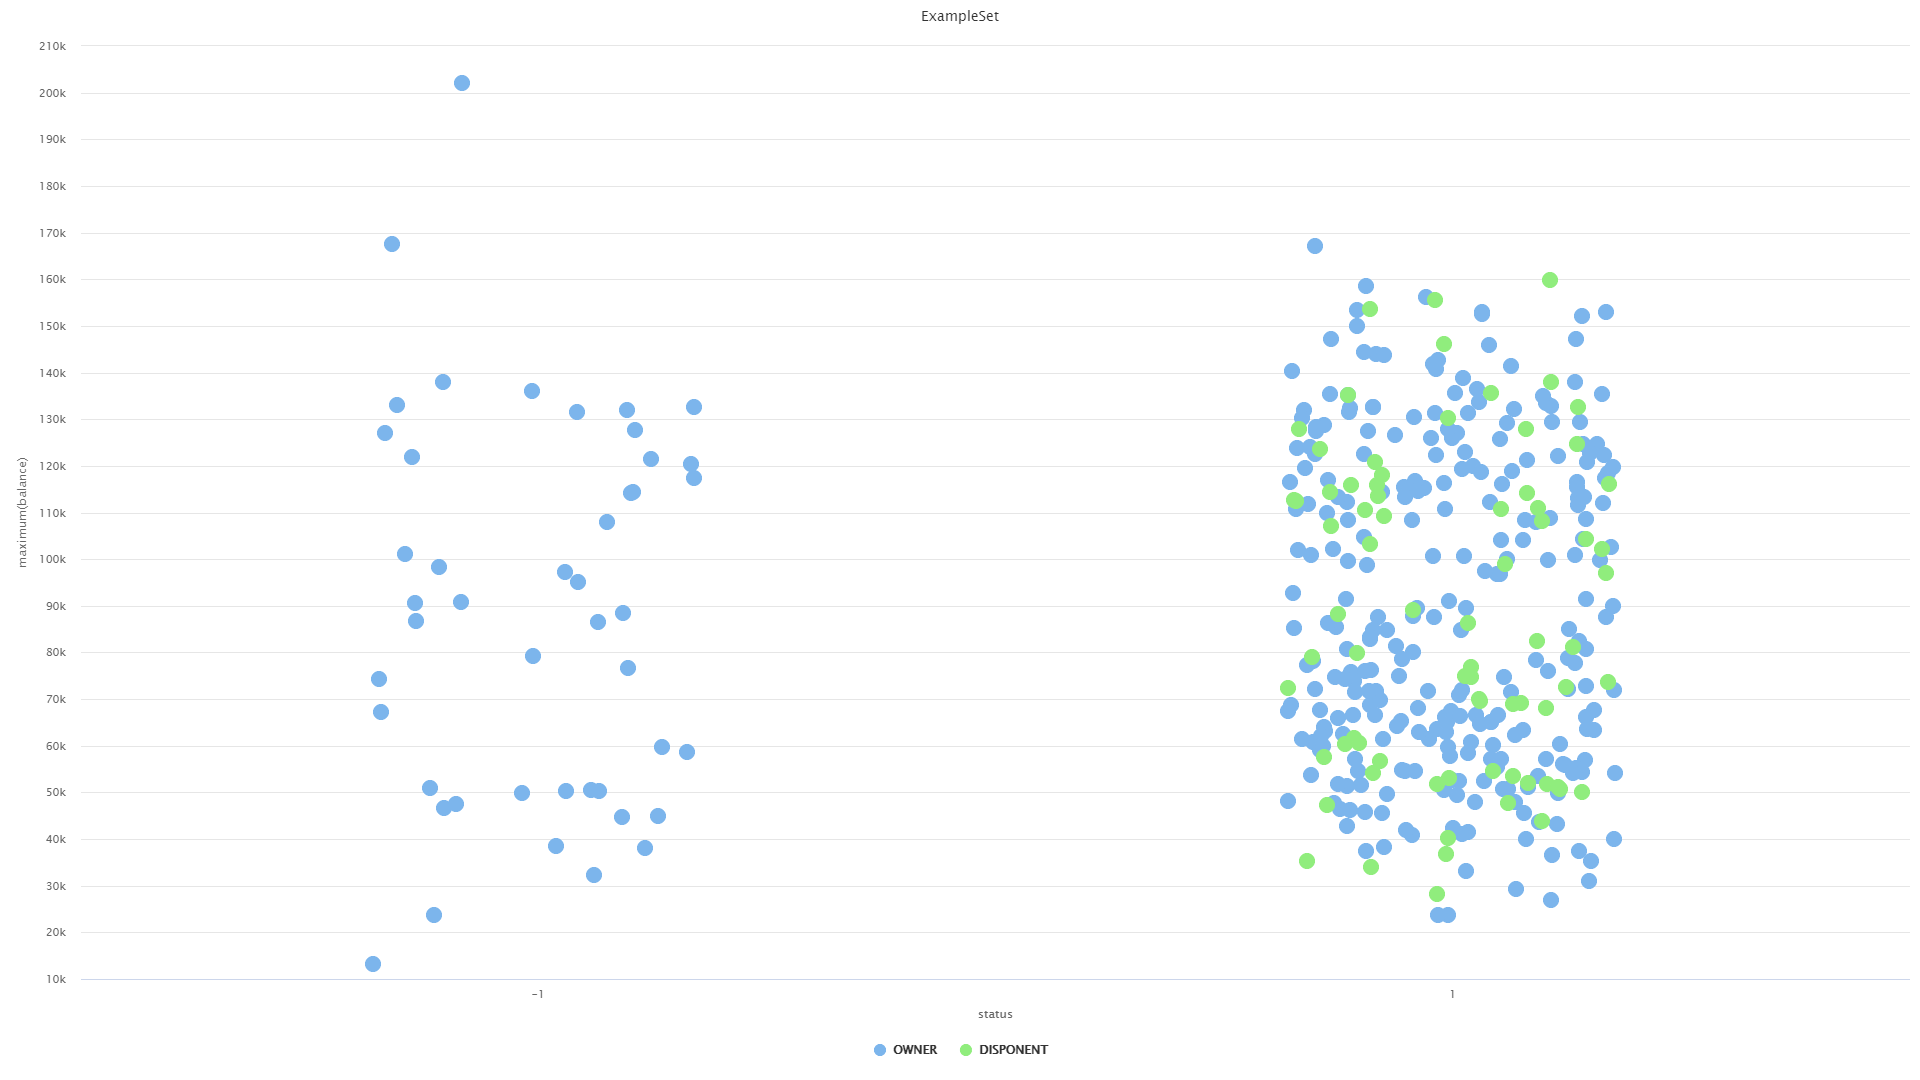 ExampleSet
210k
200k
190k
180k
170k
160k
150k
140k
130k
120k
110k
100k
90k
80k
70k
60k
50k
40k
30k
20k
10k
maximum(balance)
-1 1
status
OWNER DISPONENT